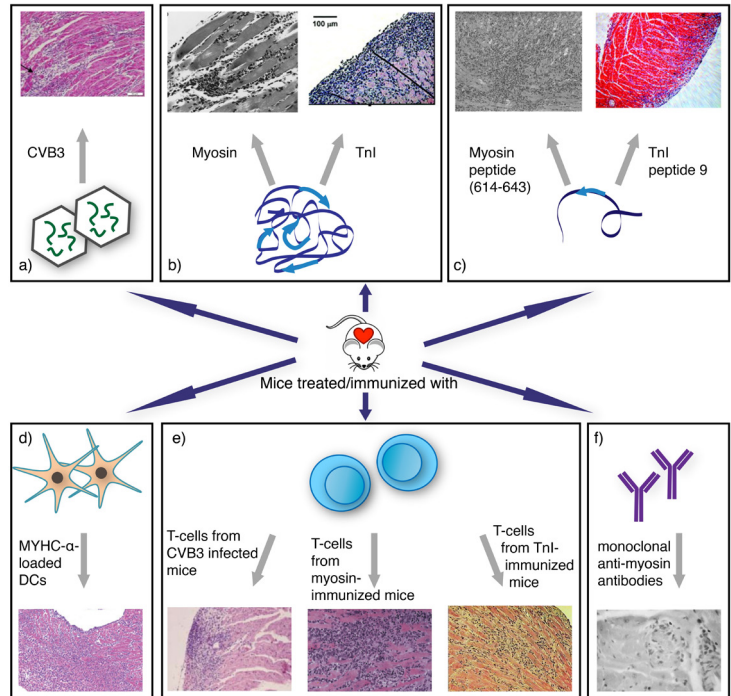 100 μm
CVB3
Myosin
TnI
Myosin
peptide
(614-643)
TnI
peptide 9
a)
b)
c)
Mice treated/immunized with
d)
e)
f)
MYHC-α-
loaded
DCs
T-cells from
CVB3 infected
mice
T-cells
from
myosin-
immunized mice
T-cells
from TnI-
immunized
mice
monoclonal
anti-myosin
antibodies